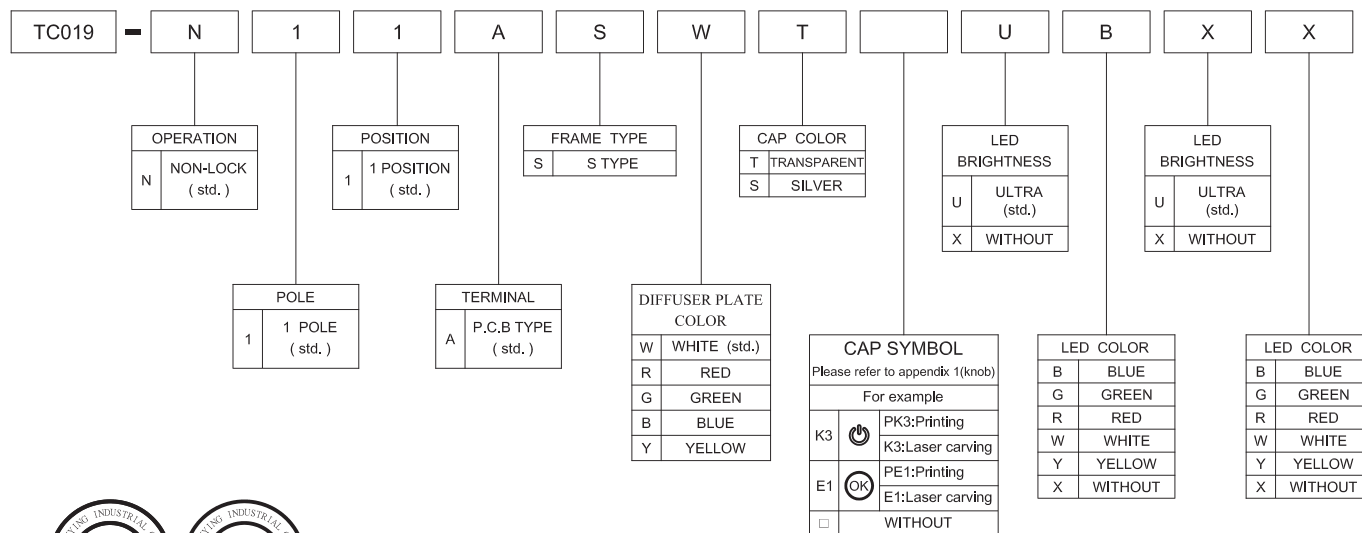 TC019 - N 1 1 A S W T U B X X
OPERATION
N NON-LOCK
( std. )
POSITION
1 1 POSITION
( std. )
FRAME TYPE
S S TYPE
CAP COLOR
T TRANSPARENT
S SILVER
LED
BRIGHTNESS
U ULTRA
(std.)
X WITHOUT
LED
BRIGHTNESS
U ULTRA
(std.)
X WITHOUT
POLE
1 1 POLE
( std. )
TERMINAL
A P.C.B TYPE
( std. )
DIFFUSER PLATE
COLOR
W WHITE (std.)
R RED
G GREEN
B BLUE
Y YELLOW
CAP SYMBOL
Please refer to appendix 1(knob)
For example
K3 PK3:Printing
K3:Laser carving
E1 OK PE1:Printing
E1:Laser carving
□ WITHOUT
LED COLOR
B BLUE
G GREEN
R RED
W WHITE
Y YELLOW
X WITHOUT
LED COLOR
B BLUE
G GREEN
R RED
W WHITE
Y YELLOW
X WITHOUT
YING INDUSTRIAL
YING INDUSTRIAL